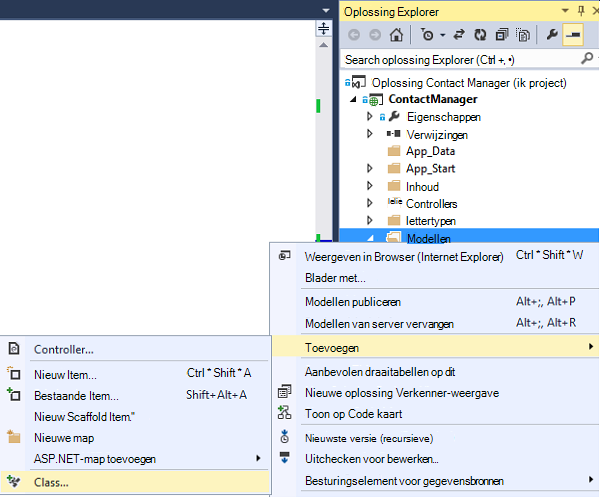 Oplossing Explorer
Search oplossing Explorer (Ctrl +, •)
Oplossing Contact Manager (ik project)
ContactManager
Eigenschappen
Verwijzingen
App_Data
App_Start
Inhoud
Controllers
lettertypen
Modellen
Weergeven in Browser (Internet Explorer) Ctrl * Shift * W
Blader met...
Modellen publiceren Alt+;, Alt+P
Modellen van server vervangen Alt+;, Alt+R
Toevoegen
Aanbevolen draaitabellen op dit
Nieuwe oplossing Verkenner-weergave
Toon op Code kaart
Nieuwste versie (recursieve)
Uitchecken voor bewerken...
Besturingselement voor gegevensbronnen
Controller...
Nieuw Item... Ctrl * Shift * A
Bestaande Item... Shift+Alt+A
Nieuw Scaffold Item."
Nieuwe map
ASP.NET-map toevoegen
Class...